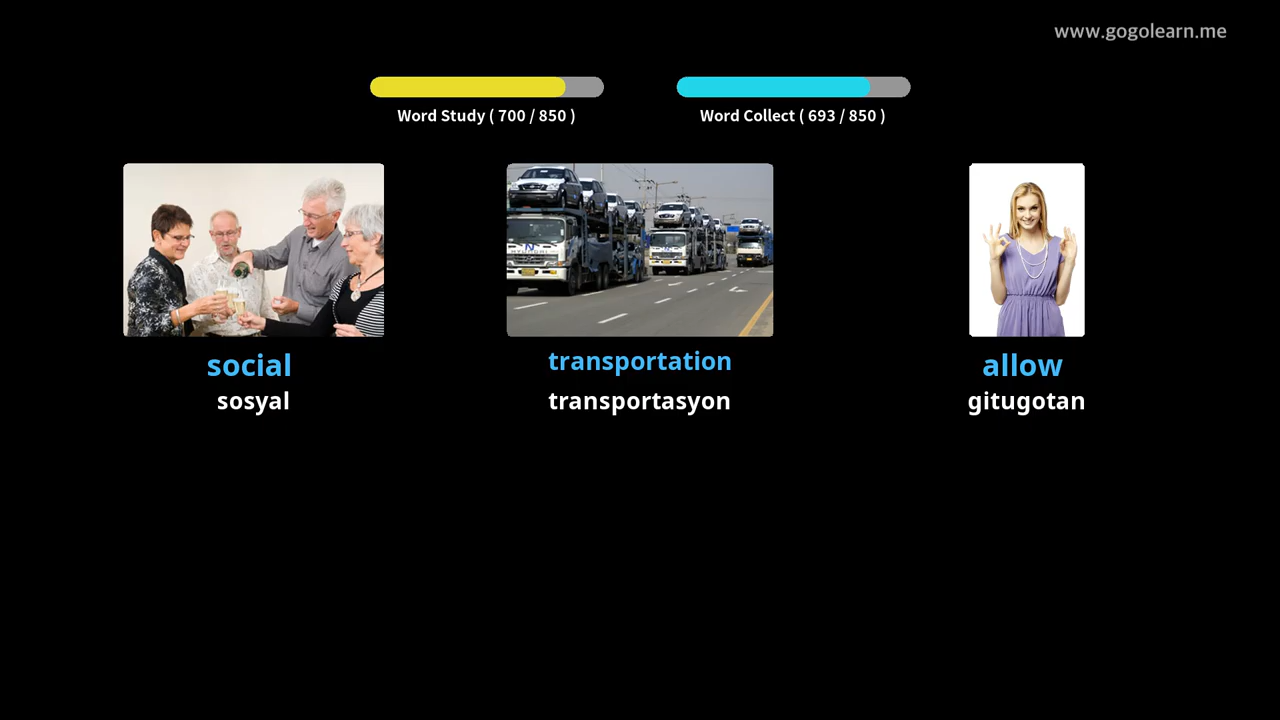 www.gogolearn.me
Word Study ( 700 / 850 )
Word Collect ( 693 / 850 )
social
transportation
allow
sosyal
transportasyon
gitugotan